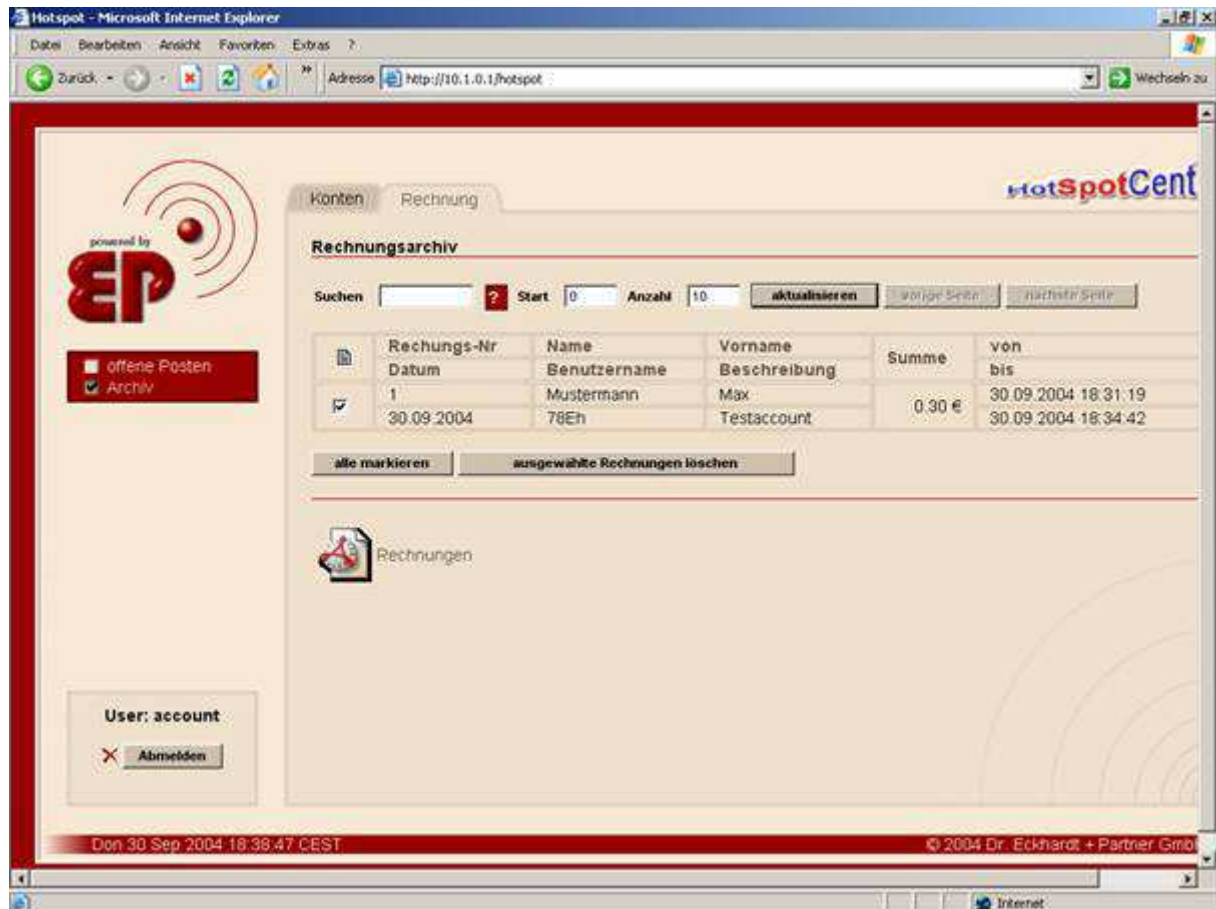 Hotspot - Microsoft Internet Explorer
Datei Bearbeiten Ansicht Favoriten Extras ?
Zurück Adresse http://10.1.0.1/hotspot Wechseln zu
HotSpotCent
Konten Rechnung
powered by
EP
Rechnungsarchiv
Suchen ? Start 0 Anzahl 10 aktualisieren vorige Seite nächste Seite
offene Posten
Archiv
Rechungs-Nr Name Vorname Summe von
Datum Benutzername Beschreibung bis
1 Mustermann Max 0.30 € 30.09.2004 18:31:19
30.09.2004 78Eh Testaccount 30.09.2004 18:34:42
alle markieren ausgewählte Rechnungen löschen
Rechnungen
User: account
Abmelden
Don 30 Sep 2004 18:38:47 CEST © 2004 Dr. Eckhardt + Partner Gmb
Internet